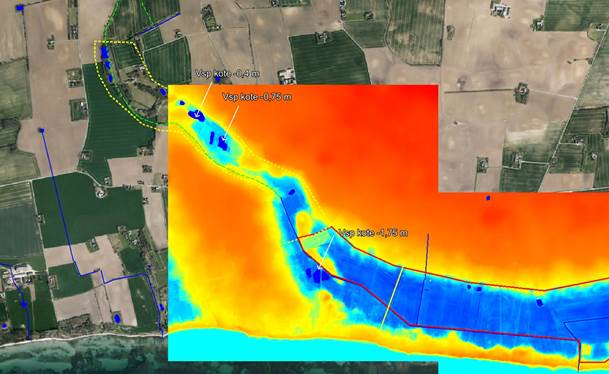 Vsp kote -0,4 m
Vsp kote -0,75 m
Vsp kote -1,75 m